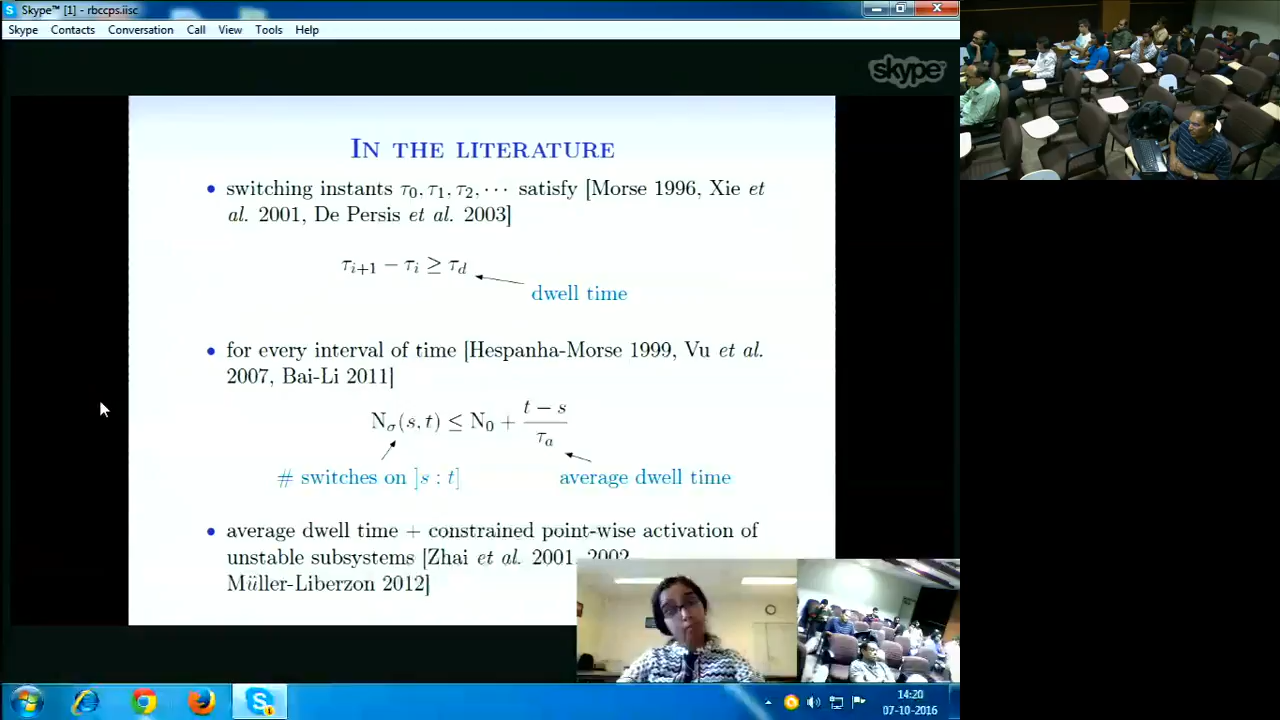 Skype™ [1] - rbccps.iisc
Skype Contacts Conversation Call View Tools Help
skype
IN THE LITERATURE
• switching instants τ₀, τ₁, τ₂, ⋯ satisfy [Morse 1996, Xie et
al. 2001, De Persis et al. 2003]
τᵢ₊₁ − τᵢ ≥ τ_d
dwell time
• for every interval of time [Hespanha-Morse 1999, Vu et al.
2007, Bai-Li 2011]
N_σ(s, t) ≤ N₀ + (t − s)/τ_a
# switches on ]s : t]
average dwell time
• average dwell time + constrained point-wise activation of
unstable subsystems [Zhai et al. 2001, 2002
Müller-Liberzon 2012]
14:20
07-10-2016